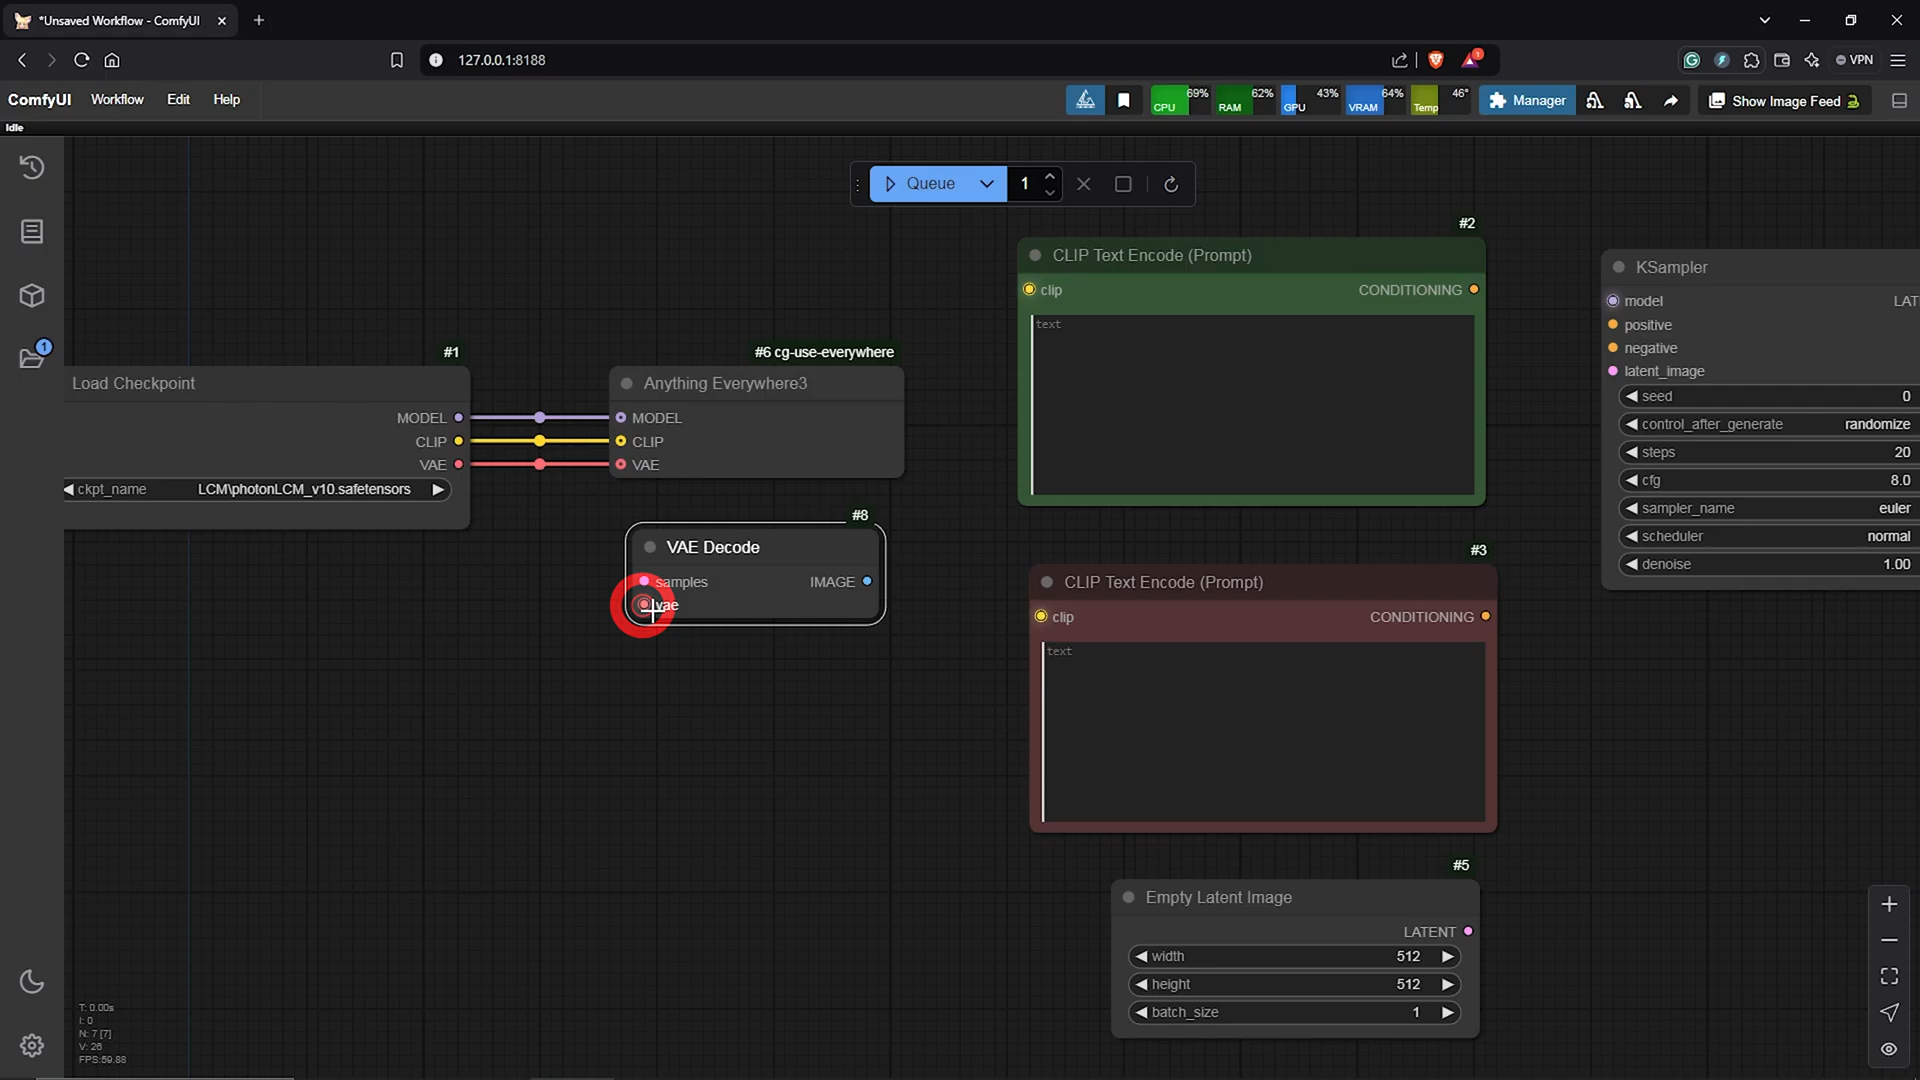 *Unsaved Workflow - ComfyUI
127.0.0.1:8188
1
VPN
ComfyUI
Workflow
Edit
Help
CPU 69%
RAM 62%
GPU 43%
VRAM 64%
Temp 46°
Manager
Show Image Feed
Idle
Queue
1
1
#1
Load Checkpoint
MODEL
CLIP
VAE
ckpt_name LCM\photonLCM_v10.safetensors
#6 cg-use-everywhere
Anything Everywhere3
MODEL
CLIP
VAE
#8
VAE Decode
samples IMAGE
vae
#2
CLIP Text Encode (Prompt)
clip CONDITIONING
text
#3
CLIP Text Encode (Prompt)
clip CONDITIONING
text
#5
Empty Latent Image
LATENT
width 512
height 512
batch_size 1
KSampler
model LATE
positive
negative
latent_image
seed 0
control_after_generate randomize
steps 20
cfg 8.0
sampler_name euler
scheduler normal
denoise 1.00
T: 0.00s
I: 0
N: 7 [7]
V: 26
FPS:59.88